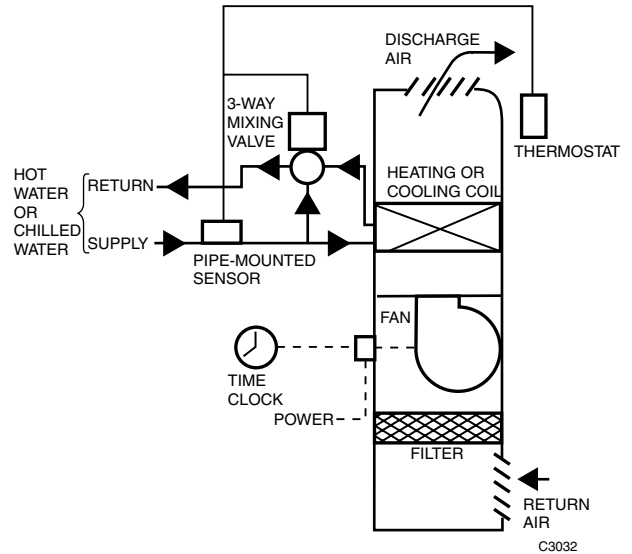 DISCHARGE
AIR
3-WAY
MIXING
VALVE
THERMOSTAT
HOT
WATER
OR
CHILLED
WATER
RETURN
SUPPLY
HEATING OR
COOLING COIL
PIPE-MOUNTED
SENSOR
FAN
TIME
CLOCK
POWER
FILTER
RETURN
AIR
C3032